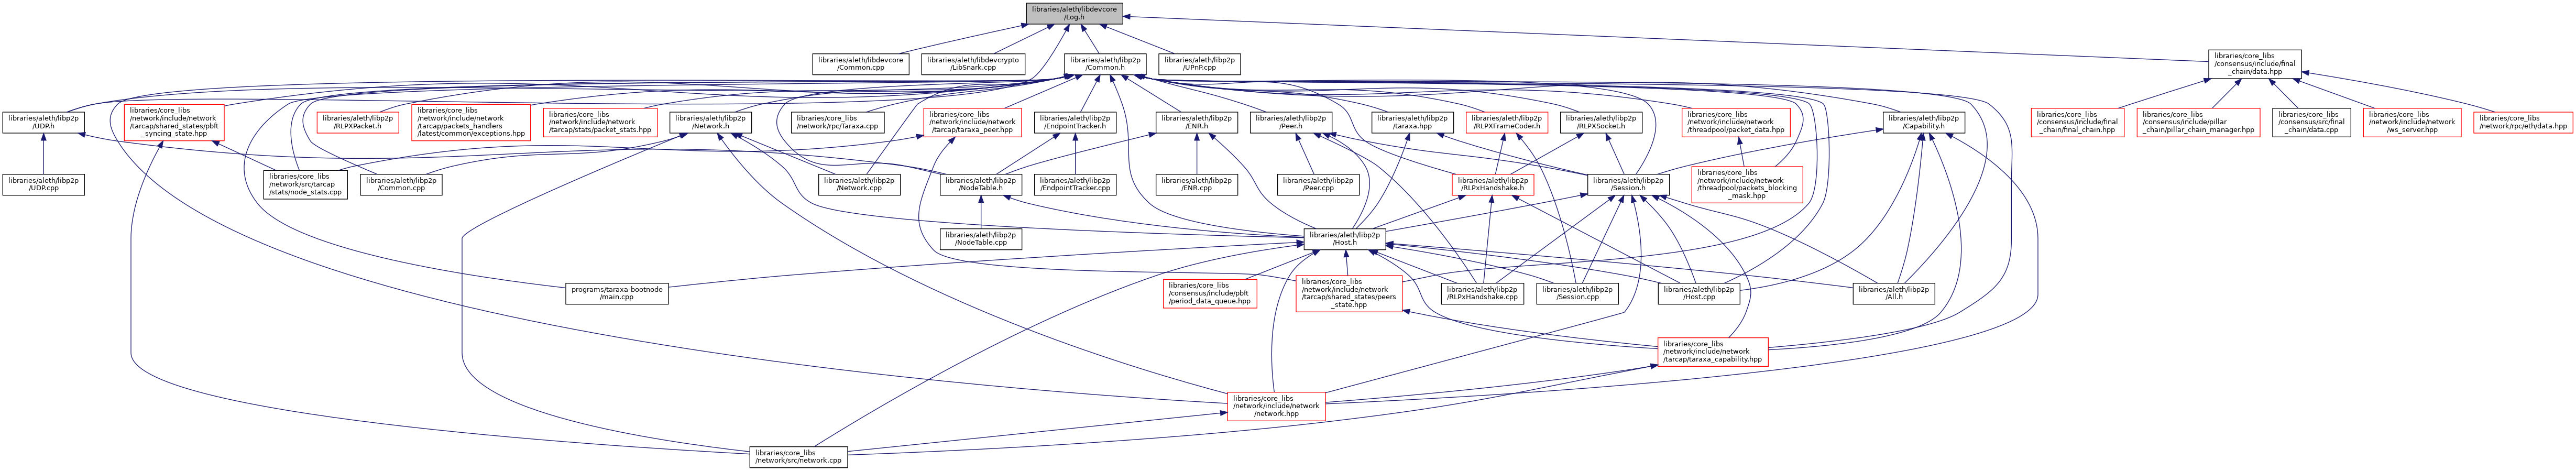 libraries/aleth/libdevcore
/Log.h
libraries/core_libs
/consensus/include/final
_chain/data.hpp
libraries/aleth/libdevcore
/Common.cpp
libraries/aleth/libdevcrypto
/LibSnark.cpp
libraries/aleth/libp2p
/Common.h
libraries/aleth/libp2p
/UPnP.cpp
libraries/aleth/libp2p
/UDP.h
libraries/core_libs
/network/include/network
/tarcap/shared_states/pbft
_syncing_state.hpp
libraries/aleth/libp2p
/RLPXPacket.h
libraries/core_libs
/network/include/network
/tarcap/packets_handlers
/latest/common/exceptions.hpp
libraries/core_libs
/network/include/network
/tarcap/stats/packet_stats.hpp
libraries/aleth/libp2p
/Network.h
libraries/core_libs
/network/rpc/Taraxa.cpp
libraries/core_libs
/network/include/network
/tarcap/taraxa_peer.hpp
libraries/aleth/libp2p
/EndpointTracker.h
libraries/aleth/libp2p
/ENR.h
libraries/aleth/libp2p
/Peer.h
libraries/aleth/libp2p
/taraxa.hpp
libraries/aleth/libp2p
/RLPXFrameCoder.h
libraries/aleth/libp2p
/RLPXSocket.h
libraries/core_libs
/network/include/network
/threadpool/packet_data.hpp
libraries/aleth/libp2p
/Capability.h
libraries/core_libs
/consensus/include/final
_chain/final_chain.hpp
libraries/core_libs
/consensus/include/pillar
_chain/pillar_chain_manager.hpp
libraries/core_libs
/consensus/src/final
_chain/data.cpp
libraries/core_libs
/network/include/network
/ws_server.hpp
libraries/core_libs
/network/rpc/eth/data.hpp
libraries/aleth/libp2p
/UDP.cpp
libraries/core_libs
/network/src/tarcap
/stats/node_stats.cpp
libraries/aleth/libp2p
/Common.cpp
libraries/aleth/libp2p
/Network.cpp
libraries/aleth/libp2p
/NodeTable.h
libraries/aleth/libp2p
/EndpointTracker.cpp
libraries/aleth/libp2p
/ENR.cpp
libraries/aleth/libp2p
/Peer.cpp
libraries/aleth/libp2p
/RLPxHandshake.h
libraries/aleth/libp2p
/Session.h
libraries/core_libs
/network/include/network
/threadpool/packets_blocking
_mask.hpp
libraries/aleth/libp2p
/NodeTable.cpp
libraries/aleth/libp2p
/Host.h
programs/taraxa-bootnode
/main.cpp
libraries/core_libs
/consensus/include/pbft
/period_data_queue.hpp
libraries/core_libs
/network/include/network
/tarcap/shared_states/peers
_state.hpp
libraries/aleth/libp2p
/RLPxHandshake.cpp
libraries/aleth/libp2p
/Session.cpp
libraries/aleth/libp2p
/Host.cpp
libraries/aleth/libp2p
/All.h
libraries/core_libs
/network/include/network
/tarcap/taraxa_capability.hpp
libraries/core_libs
/network/include/network
/network.hpp
libraries/core_libs
/network/src/network.cpp